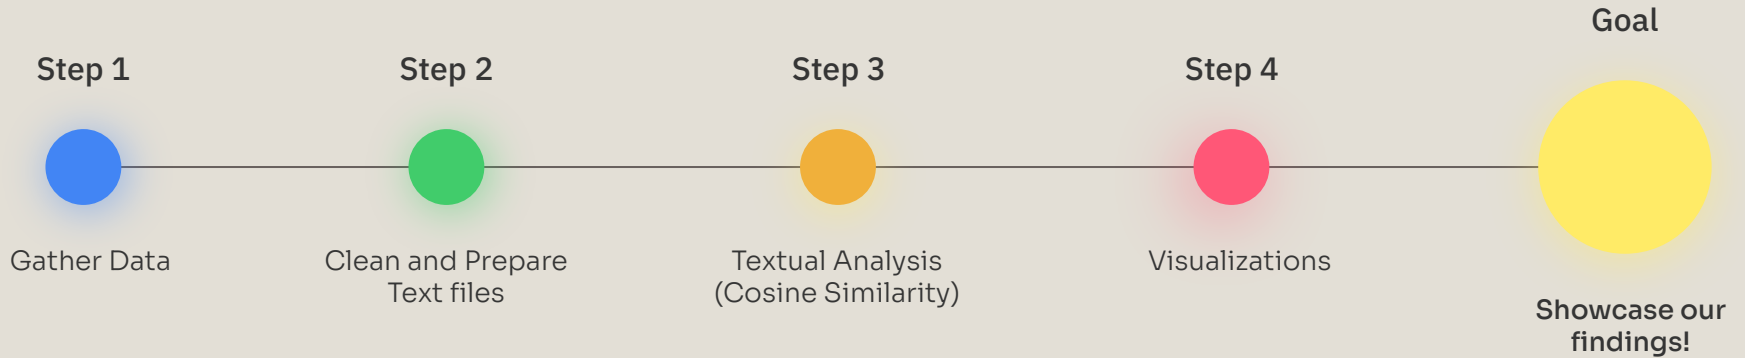 Step 1
Gather Data
Step 2
Clean and Prepare
Text files
Step 3
Textual Analysis
(Cosine Similarity)
Step 4
Visualizations
Goal
Showcase our
findings!